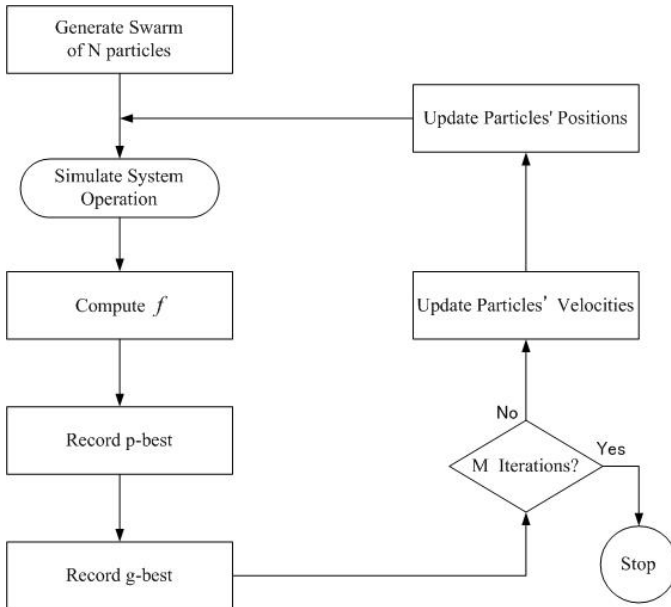 Generate Swarm
of N particles
Simulate System
Operation
Compute f
Record p-best
Record g-best
M Iterations?
No
Yes
Stop
Update Particles’ Velocities
Update Particles' Positions